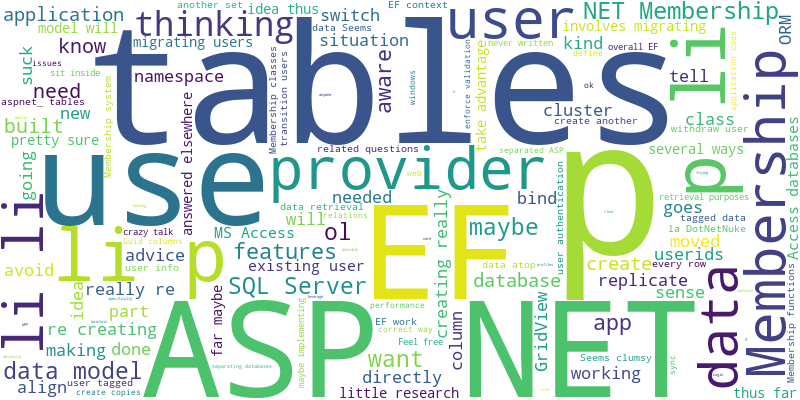 another set
idea thus
EF context
application
thinking
switch
user
NET Membership
model will
data Seems
involves migrating
migrating users
situation
never written
kind
overall EF
ORM
know
define
suck
issues
namespace
aware
tell
li
sit inside
tables
need
aspnet_ tables
Membership system
Membership classes
transition users
windows
enforce validation
ok
anyone
cluster
take advantage
create another
application code
new
class
withdraw user
built
answered elsewhere
pretty sure
related questions
separated ASP
several ways
going
use
provider
p
web
user authentication
bind
goes
Membership
Access databases
li
data retrieval
relations
needed
retrieval purposes
tagged data
will
la DotNetNuke
MS Access
ol
creating really
maybe
moved
crazy talk
Guid columns
li
p
EF
features
data atop
create
userids
trying
avoid
advice
user info
existing user
database
every row
data
Membership functions
really re
idea
SQL Server
replicate
part
performance
sense
re creating
far maybe
EF work
column
GridView
app
ASP
NET
making
done
correct way
maybe implementing
Feel free
want
Seems clumsy
sync
data model
directly
working
align
user tagged
little research
create copies
separating databases
thus far